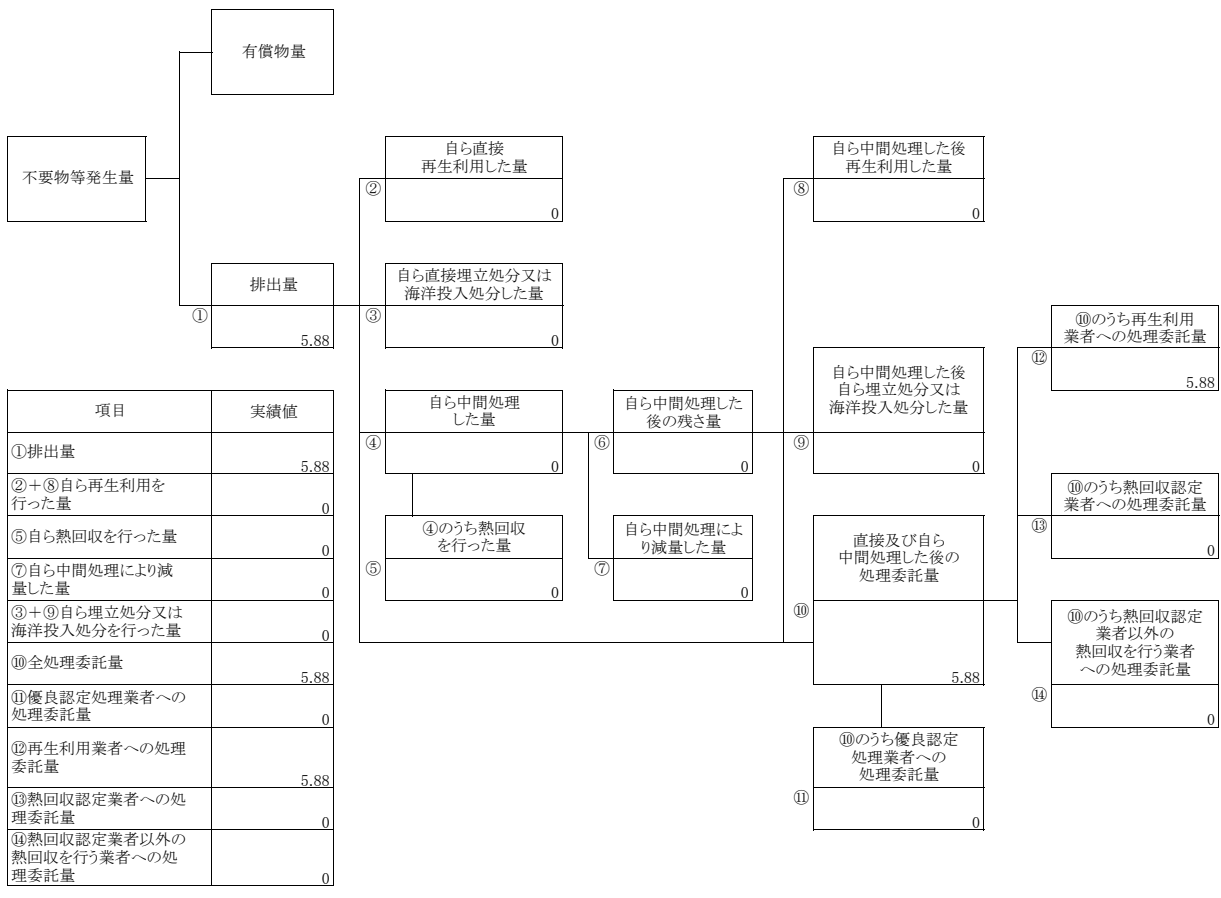 有償物量
不要物等発生量
自ら直接
再生利用した量
②
0
自ら中間処理した後
再生利用した量
⑧
0
排出量
①
5.88
自ら直接埋立処分又は
海洋投入処分した量
③
0
⑩のうち再生利用
業者への処理委託量
⑫
5.88
自ら中間処理
した量
④
0
自ら中間処理した
後の残さ量
⑥
0
自ら中間処理した後
自ら埋立処分又は
海洋投入処分した量
⑨
0
⑩のうち熱回収認定
業者への処理委託量
⑬
0
④のうち熱回収
を行った量
⑤
0
自ら中間処理によ
り減量した量
⑦
0
直接及び自ら
中間処理した後の
処理委託量
⑩
5.88
⑩のうち熱回収認定
業者以外の
熱回収を行う業者
への処理委託量
⑭
0
⑩のうち優良認定
処理業者への
処理委託量
⑪
0
項目 実績値
①排出量
5.88
②+⑧自ら再生利用を
行った量
0
⑤自ら熱回収を行った量
0
⑦自ら中間処理により減
量した量
0
③+⑨自ら埋立処分又は
海洋投入処分を行った量
0
⑩全処理委託量
5.88
⑪優良認定処理業者への
処理委託量
0
⑫再生利用業者への処理
委託量
5.88
⑬熱回収認定業者への処
理委託量
0
⑭熱回収認定業者以外の
熱回収を行う業者への処
理委託量
0